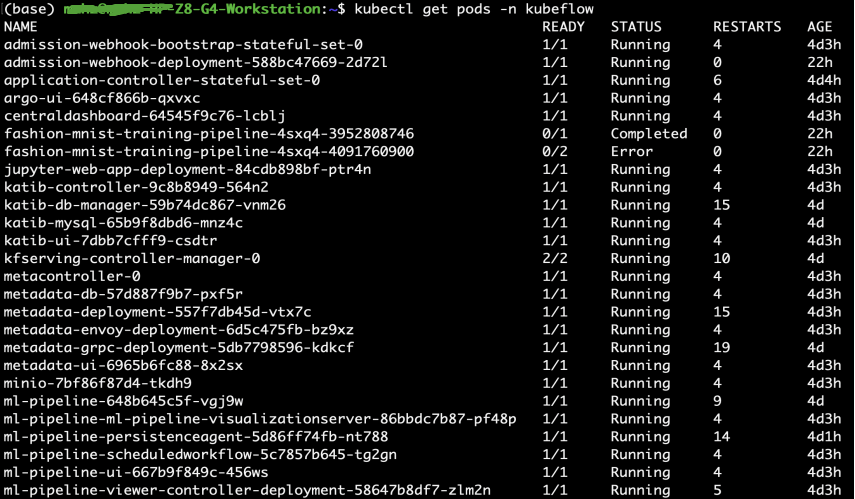 (base) -Z8-G4-Workstation:~$ kubectl get pods -n kubeflow
NAME READY STATUS RESTARTS AGE
admission-webhook-bootstrap-stateful-set-0 1/1 Running 4 4d3h
admission-webhook-deployment-588bc47669-2d72l 1/1 Running 0 22h
application-controller-stateful-set-0 1/1 Running 6 4d4h
argo-ui-648cf866b-qxvxc 1/1 Running 4 4d3h
centraldashboard-64545f9c76-lcblj 1/1 Running 4 4d3h
fashion-mnist-training-pipeline-4sxq4-3952808746 0/1 Completed 0 22h
fashion-mnist-training-pipeline-4sxq4-4091760900 0/2 Error 0 22h
jupyter-web-app-deployment-84cdb898bf-ptr4n 1/1 Running 4 4d3h
katib-controller-9c8b8949-564n2 1/1 Running 4 4d3h
katib-db-manager-59b74dc867-vnm26 1/1 Running 15 4d
katib-mysql-65b9f8dbd6-mnz4c 1/1 Running 4 4d
katib-ui-7dbb7cfff9-csdtr 1/1 Running 4 4d3h
kfserving-controller-manager-0 2/2 Running 10 4d
metacontroller-0 1/1 Running 4 4d3h
metadata-db-57d887f9b7-pxf5r 1/1 Running 4 4d3h
metadata-deployment-557f7db45d-vtx7c 1/1 Running 15 4d3h
metadata-envoy-deployment-6d5c475fb-bz9xz 1/1 Running 4 4d3h
metadata-grpc-deployment-5db7798596-kdkcf 1/1 Running 19 4d
metadata-ui-6965b6fc88-8x2sx 1/1 Running 4 4d3h
minio-7bf86f87d4-tkdh9 1/1 Running 4 4d3h
ml-pipeline-648b645c5f-vgj9w 1/1 Running 9 4d
ml-pipeline-ml-pipeline-visualizationserver-86bbdc7b87-pf48p 1/1 Running 4 4d3h
ml-pipeline-persistenceagent-5d86ff74fb-nt788 1/1 Running 14 4d1h
ml-pipeline-scheduledworkflow-5c7857b645-tg2gn 1/1 Running 4 4d3h
ml-pipeline-ui-667b9f849c-456ws 1/1 Running 4 4d3h
ml-pipeline-viewer-controller-deployment-58647b8df7-zlm2n 1/1 Running 5 4d3h